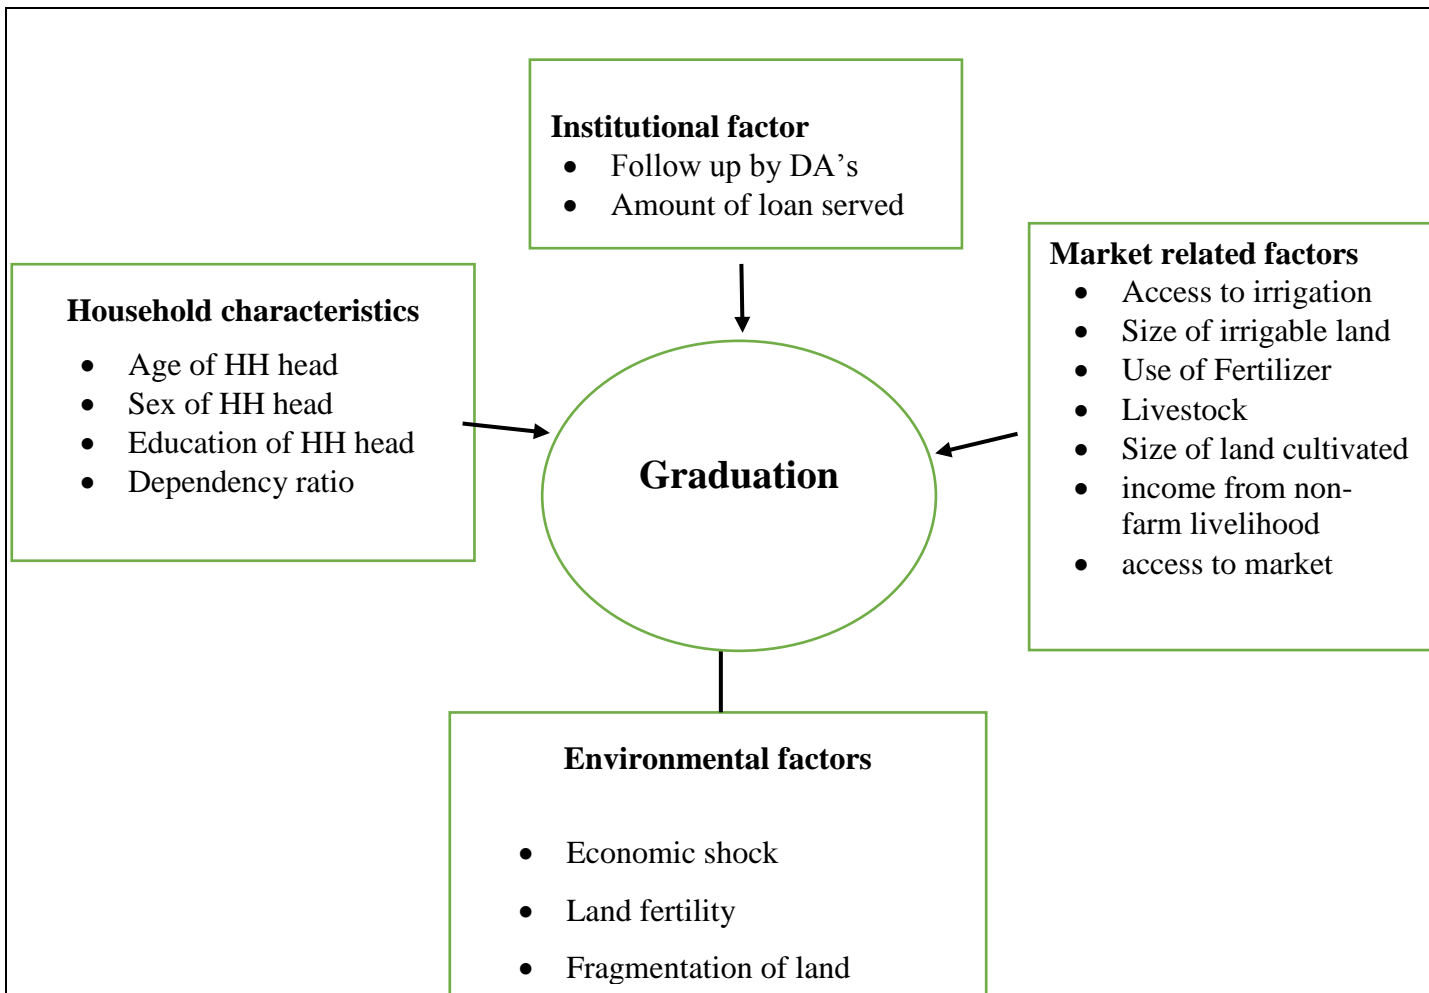 Institutional factor
• Follow up by DA’s
• Amount of loan served
Household characteristics
• Age of HH head
• Sex of HH head
• Education of HH head
• Dependency ratio
Market related factors
• Access to irrigation
• Size of irrigable land
• Use of Fertilizer
• Livestock
• Size of land cultivated
• income from non-
farm livelihood
• access to market
Graduation
Environmental factors
• Economic shock
• Land fertility
• Fragmentation of land